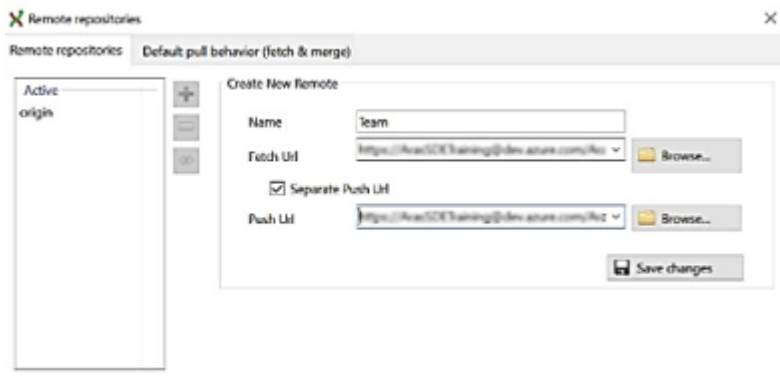 Remote repositories
Remote repositories Default pull behavior (fetch & merge)
Active
origin
Create New Remote
Name Team
Fetch Url Browse...
Separate Push Url
Push Url Browse...
Save changes